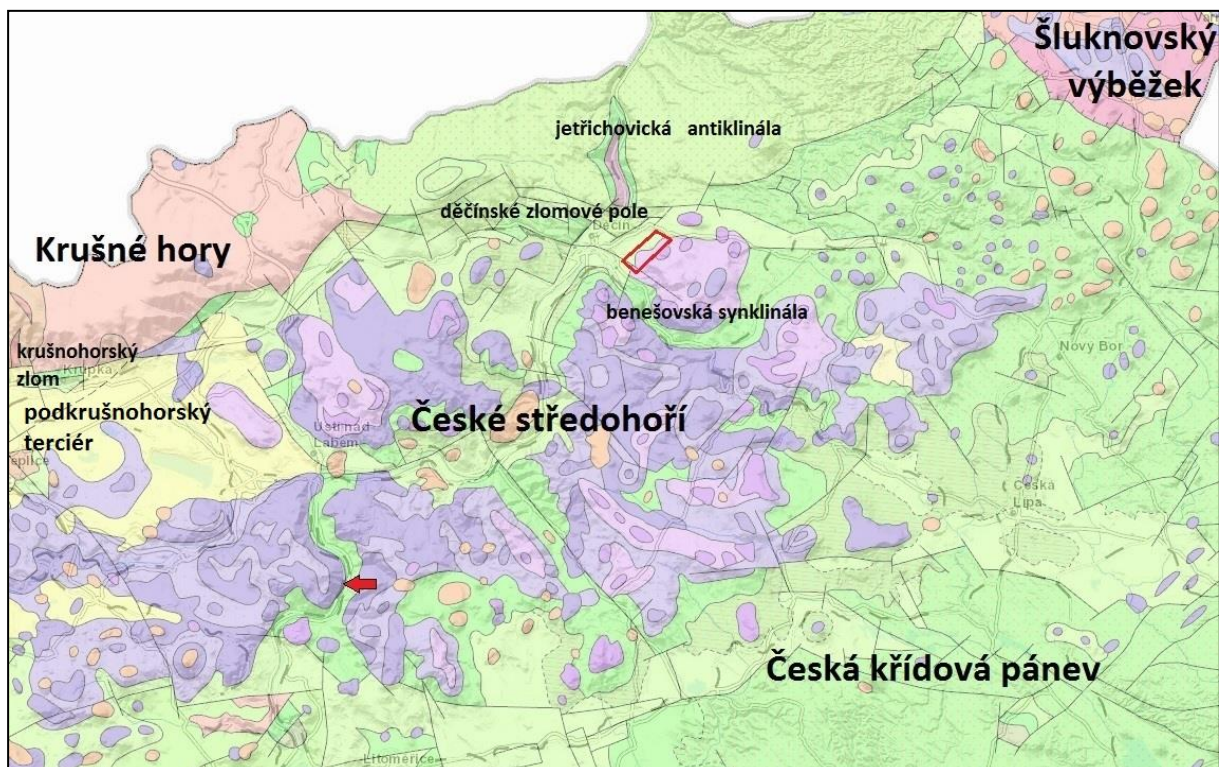 Šluknovský
výběžek
jetřichovická antiklinála
děčínské zlomové pole
Děčín
Krušné hory
benešovská synklinála
krušnohorský
zlom
Krupka
Nový Bor
podkrušnohorský
terciér
České středohoří
Ústí nad
Labem
Česká
Lípa
Česká křídová pánev
Litoměřice